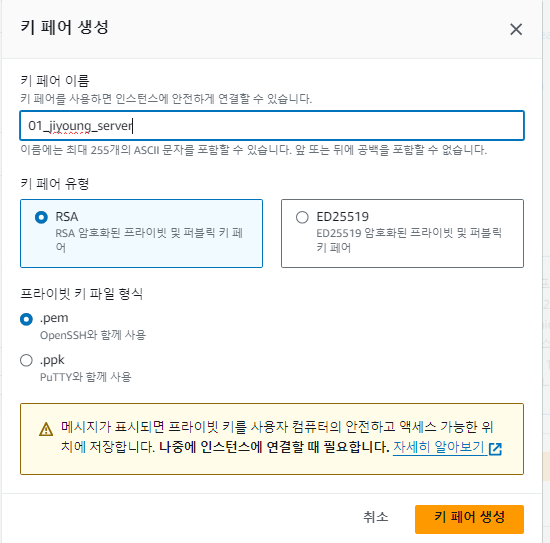 키 페어 생성
키 페어 이름
키 페어를 사용하면 인스턴스에 안전하게 연결할 수 있습니다.
01_jiyoung_server
이름에는 최대 255개의 ASCII 문자를 포함할 수 있습니다. 앞 또는 뒤에 공백을 포함할 수 없습니다.
키 페어 유형
RSA
RSA 암호화된 프라이빗 및 퍼블릭 키 페
어
ED25519
ED25519 암호화된 프라이빗 및 퍼블릭
키 페어
프라이빗 키 파일 형식
.pem
OpenSSH와 함께 사용
.ppk
PuTTY와 함께 사용
메시지가 표시되면 프라이빗 키를 사용자 컴퓨터의 안전하고 액세스 가능한 위
치에 저장합니다. 나중에 인스턴스에 연결할 때 필요합니다. 자세히 알아보기
취소
키 페어 생성